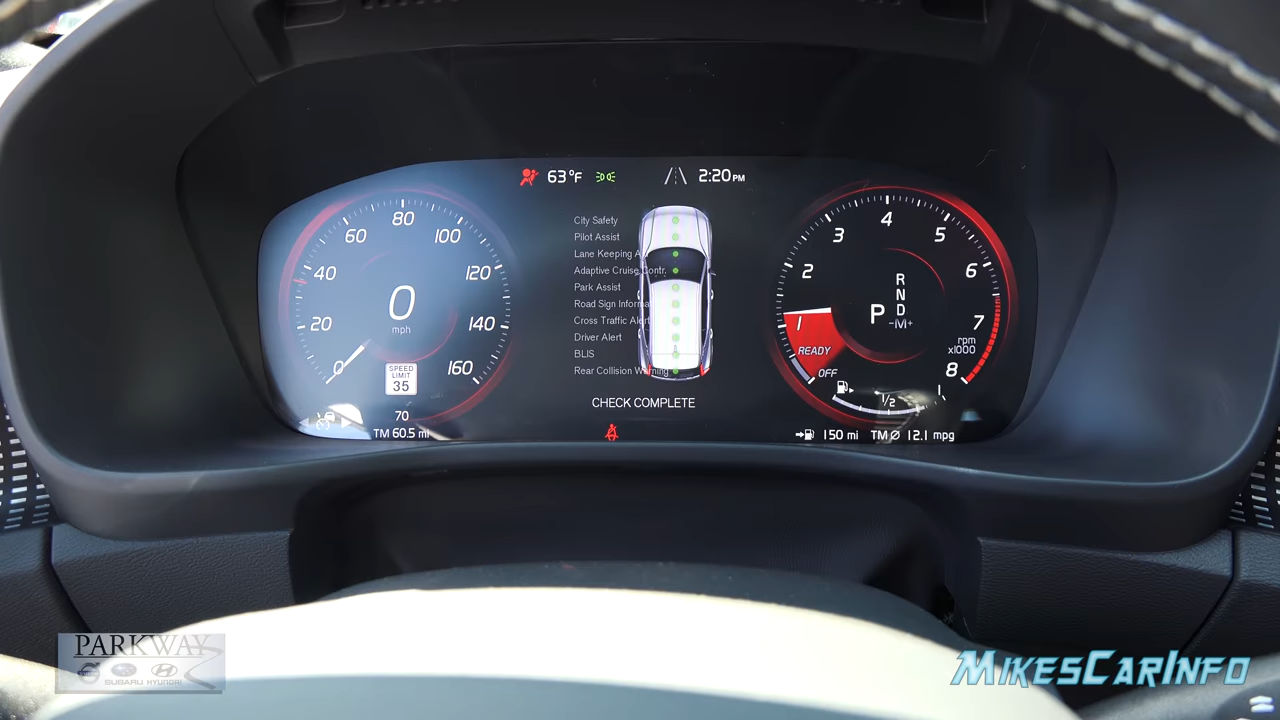 63°F
2:20PM
0
20
40
60
80
100
120
140
160
0
mph
SPEED
LIMIT
35
70
TM 60.5 mi
City Safety
Pilot Assist
Lane Keeping A
Adaptive Cruise Contr.
Park Assist
Road Sign Informa
Cross Traffic Alert
Driver Alert
BLIS
Rear Collision Warning
CHECK COMPLETE
1
2
3
4
5
6
7
8
READY
OFF
P
R
N
D
-M+
rpm
x1000
1/2
1
150 mi TM Ø 12.1 mpg
PARKWAY
SUBARU HYUNDAI
MIKESCARINFO